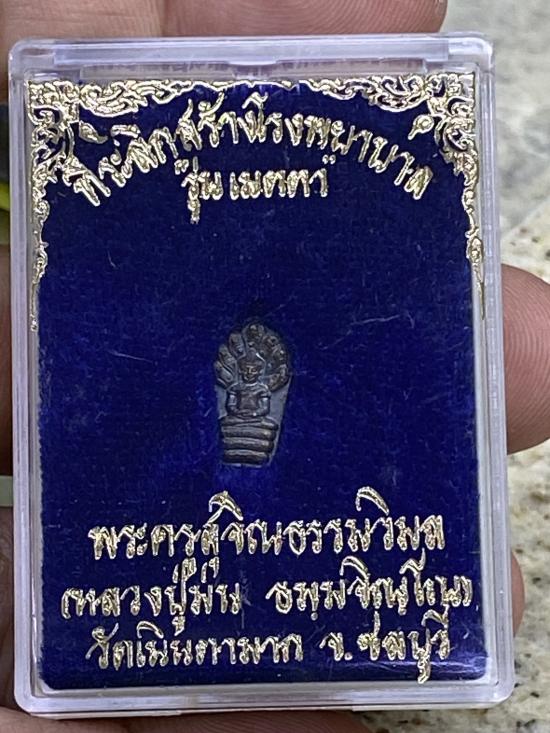 ที่ระลึกสร้างโรงพยาบาล
"รุ่นเมตตา"
พระครูสุจิณธรรมวิมล
(หลวงปู่ม่น ธมฺมจิณฺโณ)
วัดเนินตามาก จ.ชลบุรี